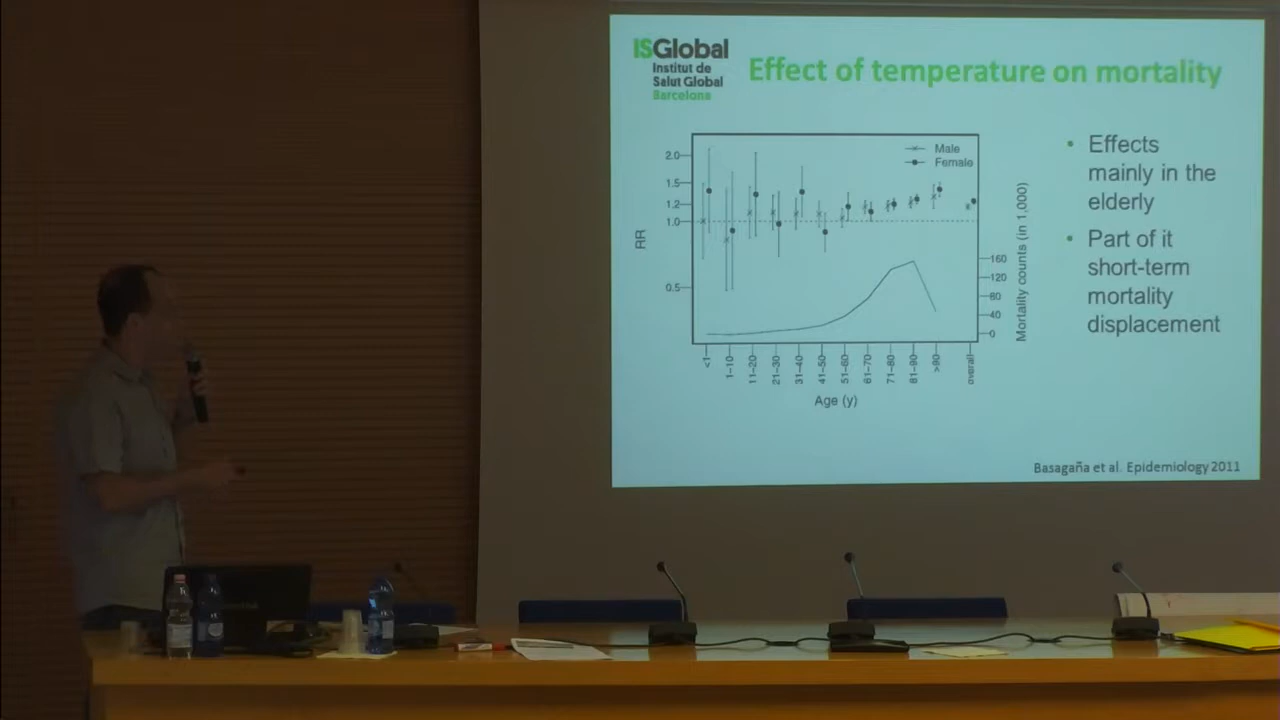 ISGlobal
Institut de
Salut Global
Barcelona
Effect of temperature on mortality
Male
Female
2.0
1.5
1.2
1.0
0.5
RR
160
120
80
40
0
Mortality counts (in 1,000)
<1
1–10
11–20
21–30
31–40
41–50
51–60
61–70
71–80
81–90
>90
overall
Age (y)
• Effects
mainly in the
elderly
• Part of it
short-term
mortality
displacement
Basagaña et al. Epidemiology 2011